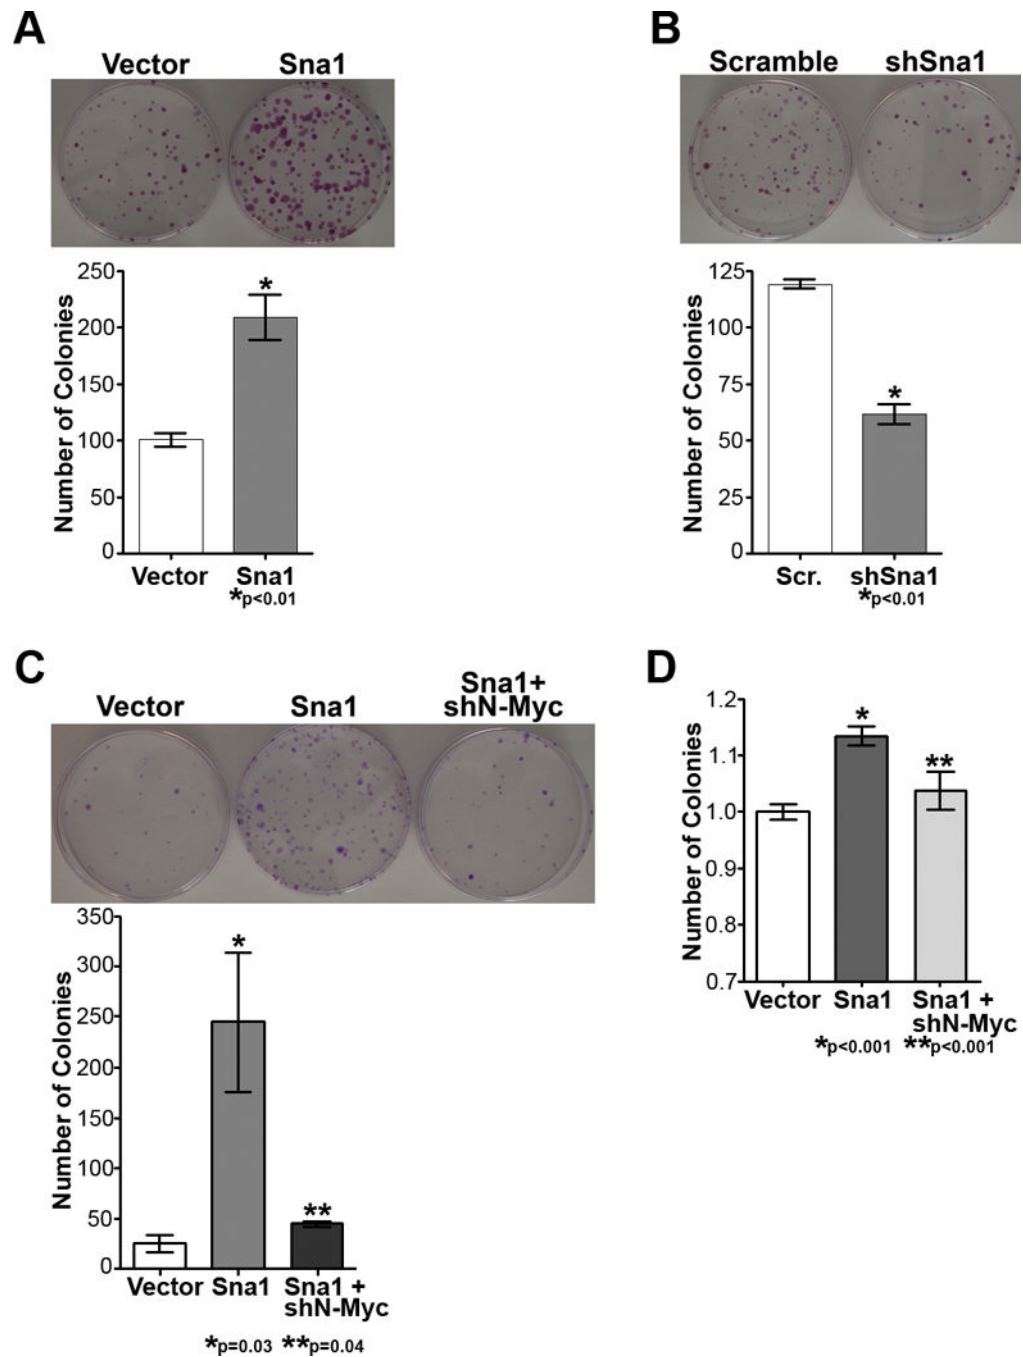 A
Vector Sna1
Number of Colonies
250
200
150
100
50
0
*
Vector Sna1
*p<0.01
B
Scramble shSna1
Number of Colonies
125
100
75
50
25
0
*
Scr. shSna1
*p<0.01
C
Vector Sna1 Sna1+
shN-Myc
Number of Colonies
350
300
250
200
150
100
50
0
*
**
Vector Sna1 Sna1 +
shN-Myc
*p=0.03 **p=0.04
D
Number of Colonies
1.2
1.1
1.0
0.9
0.8
0.7
*
**
Vector Sna1 Sna1 +
shN-Myc
*p<0.001 **p<0.001